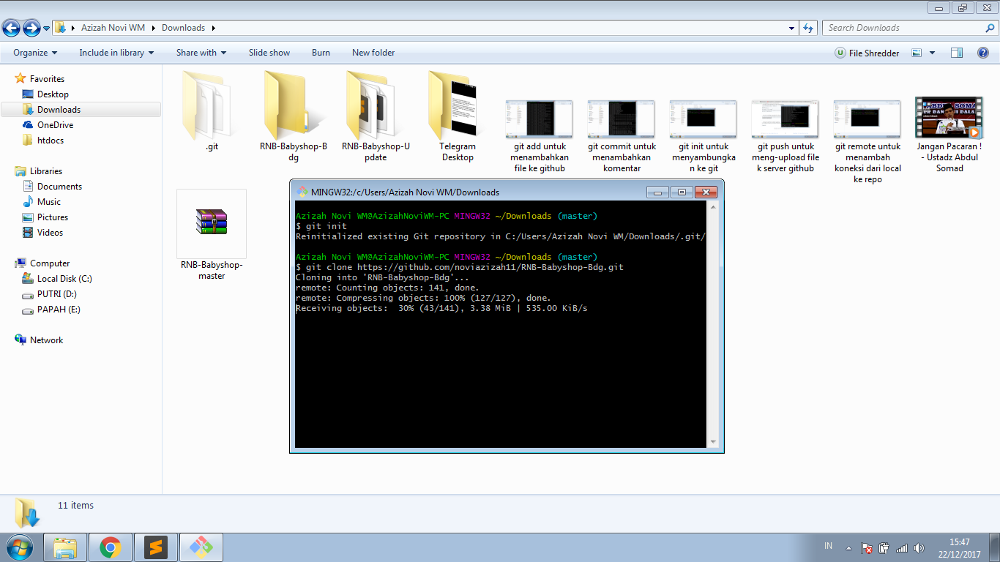 Azizah Novi WM
Downloads
Search Downloads
Organize
Include in library
Share with
Slide show
Burn
New folder
File Shredder
Favorites
Desktop
Downloads
OneDrive
htdocs
Libraries
Documents
Music
Pictures
Videos
Computer
Local Disk (C:)
PUTRI (D:)
PAPAH (E:)
Network
.git
RNB-Babyshop-B
dg
RNB-Babyshop-U
pdate
Telegram
Desktop
git add untuk
menambahkan
file ke github
git commit untuk
menambahkan
komentar
git init untuk
menyambungka
n ke git
git push untuk
meng-upload file
k server github
git remote untuk
menambah
koneksi dari local
ke repo
Jangan Pacaran !
- Ustadz Abdul
Somad
RNB-Babyshop-
master
MINGW32:/c/Users/Azizah Novi WM/Downloads
Azizah Novi WM@AzizahNoviWM-PC MINGW32 ~/Downloads (master)
$ git init
Reinitialized existing Git repository in C:/Users/Azizah Novi WM/Downloads/.git/
Azizah Novi WM@AzizahNoviWM-PC MINGW32 ~/Downloads (master)
$ git clone https://github.com/noviazizah11/RNB-Babyshop-Bdg.git
Cloning into 'RNB-Babyshop-Bdg'...
remote: Counting objects: 141, done.
remote: Compressing objects: 100% (127/127), done.
Receiving objects:  30% (43/141), 3.38 MiB | 535.00 KiB/s
11 items
IN
15:47
22/12/2017